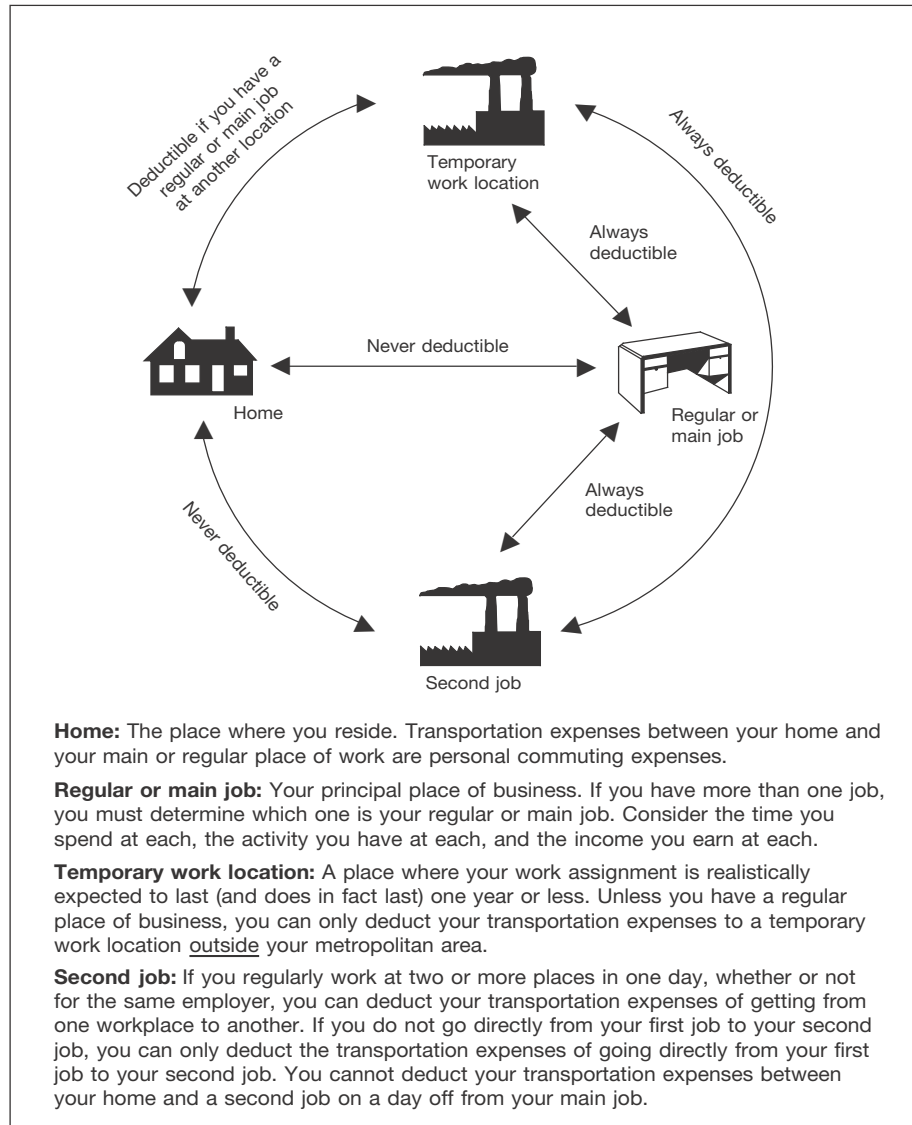 Deductible if you have a
regular or main job
at another location
Temporary
work location
Always deductible
Always
deductible
Never deductible
Home
Regular or
main job
Always
deductible
Never deductible
Second job
Home: The place where you reside. Transportation expenses between your home and
your main or regular place of work are personal commuting expenses.
Regular or main job: Your principal place of business. If you have more than one job,
you must determine which one is your regular or main job. Consider the time you
spend at each, the activity you have at each, and the income you earn at each.
Temporary work location: A place where your work assignment is realistically
expected to last (and does in fact last) one year or less. Unless you have a regular
place of business, you can only deduct your transportation expenses to a temporary
work location outside your metropolitan area.
Second job: If you regularly work at two or more places in one day, whether or not
for the same employer, you can deduct your transportation expenses of getting from
one workplace to another. If you do not go directly from your first job to your second
job, you can only deduct the transportation expenses of going directly from your first
job to your second job. You cannot deduct your transportation expenses between
your home and a second job on a day off from your main job.